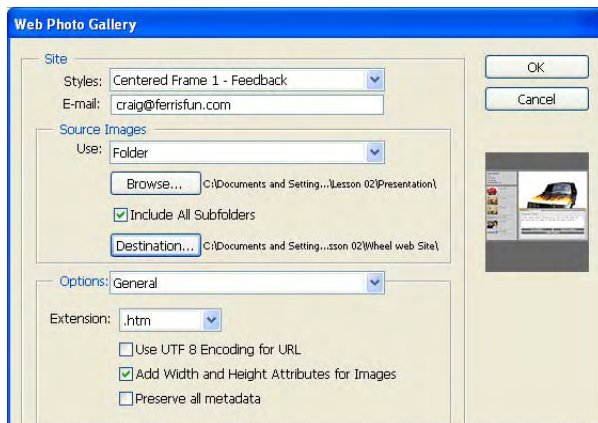 Web Photo Gallery
Site
Styles: Centered Frame 1 - Feedback
E-mail: craig@ferrisfun.com
Source Images
Use: Folder
Browse... C:\Documents and Setting...\Lesson 02\Presentation\
Include All Subfolders
Destination... C:\Documents and Setting...sson 02\Wheel web Site\
Options: General
Extension: .htm
Use UTF 8 Encoding for URL
Add Width and Height Attributes for Images
Preserve all metadata
OK
Cancel